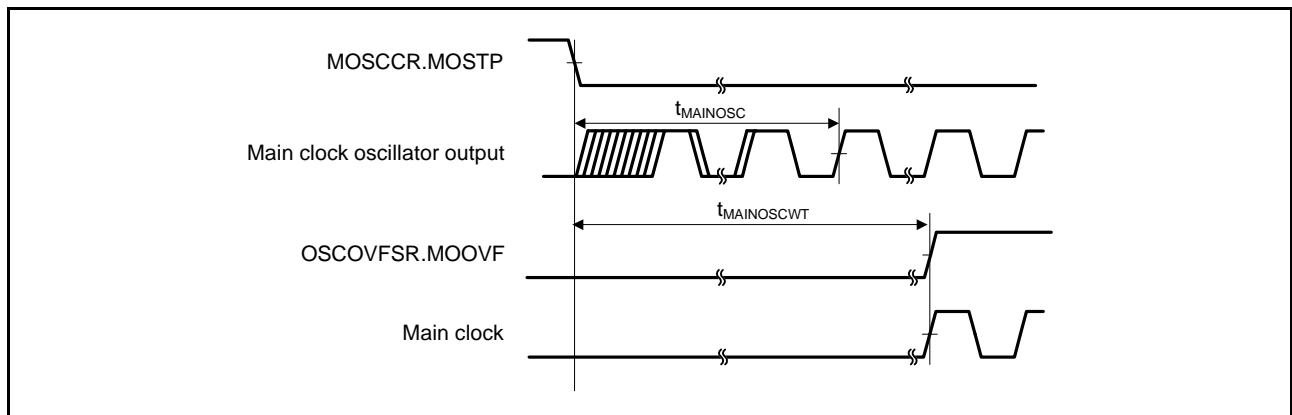 MOSCCR.MOSTP
tMAINOSC
Main clock oscillator output
tMAINOSCWT
OSCOVFSR.MOOVF
Main clock